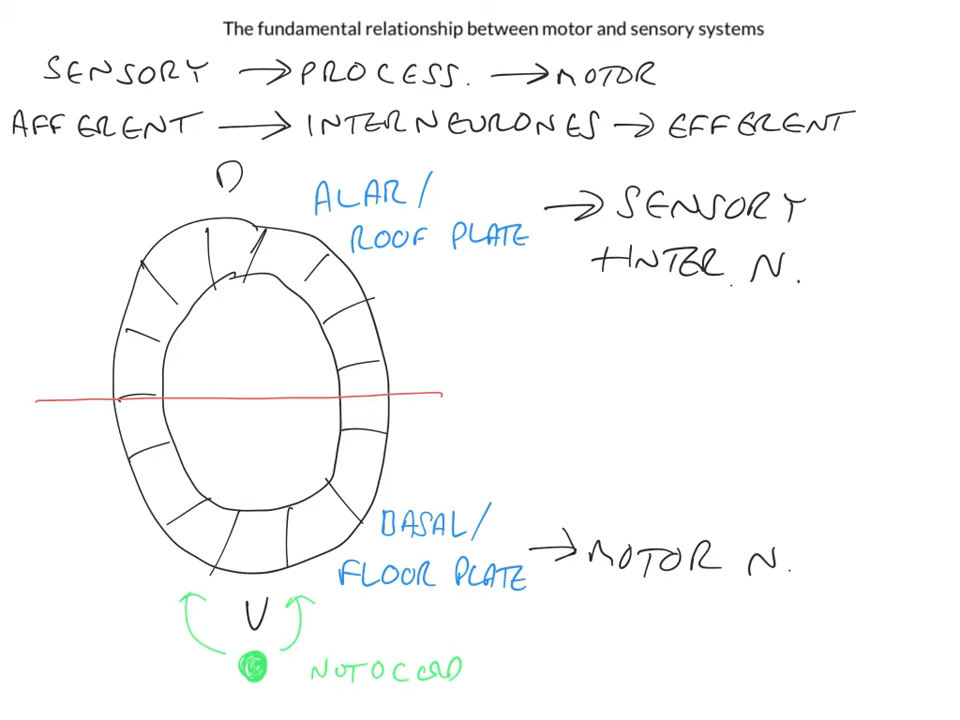 The fundamental relationship between motor and sensory systems
SENSORY → PROCESS. → MOTOR
AFFERENT → INTERNEURONES → EFFERENT
D
ALAR/
ROOF PLATE
→ SENSORY
+INTER. N.
BASAL/
FLOOR PLATE
→ MOTOR N.
V
NOTOCORD